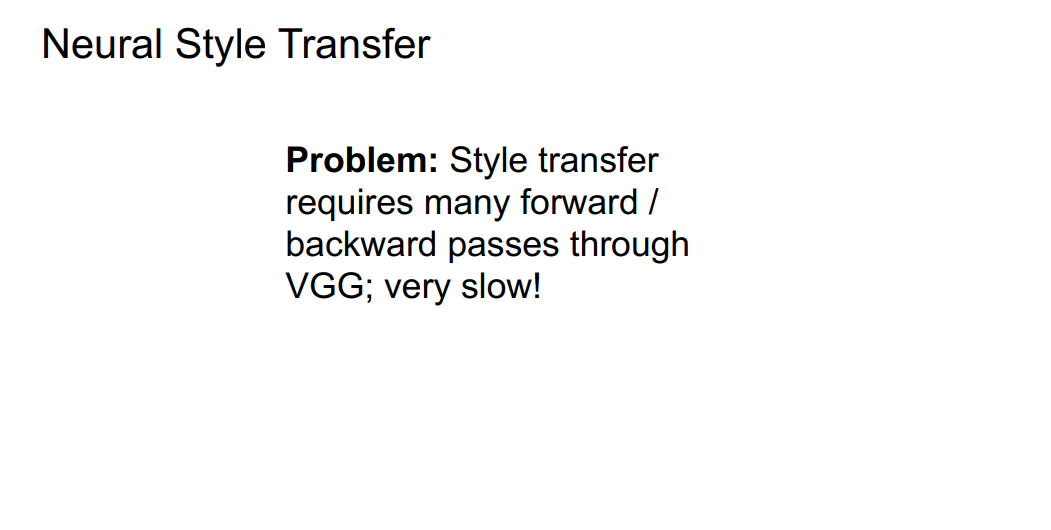 Neural Style Transfer
Problem: Style transfer
requires many forward /
backward passes through
VGG; very slow!